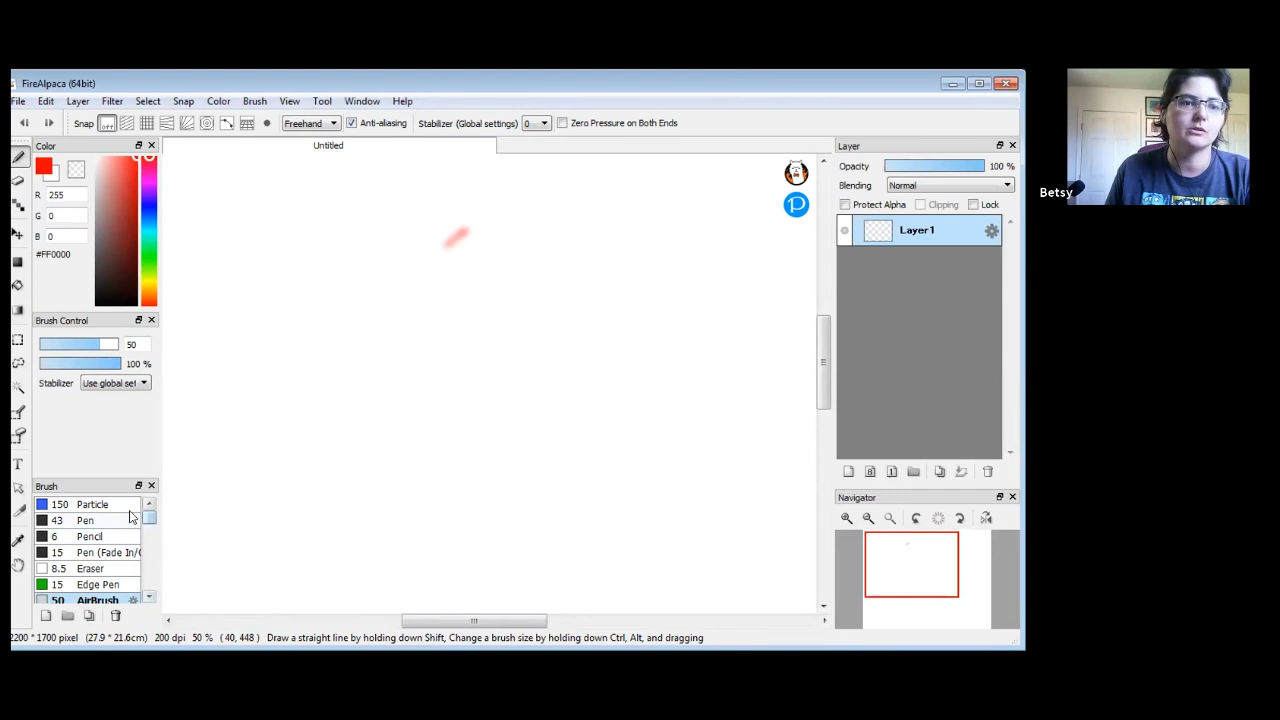 FireAlpaca (64bit)
File Edit Layer Filter Select Snap Color Brush View Tool Window Help
Snap off Freehand Anti-aliasing Stabilizer (Global settings) 0 Zero Pressure on Both Ends
Color
Untitled
Layer
Opacity 100 %
Blending Normal
Protect Alpha Clipping Lock
R 255
G 0
B 0
#FF0000
Layer1
Betsy
Brush Control
50
100 %
Stabilizer Use global set
Brush
150 Particle
43 Pen
6 Pencil
15 Pen (Fade In/
8.5 Eraser
15 Edge Pen
50 AirBrush
8 1
Navigator
2200 * 1700 pixel (27.9 * 21.6cm) 200 dpi 50 % ( 40, 448 ) Draw a straight line by holding down Shift, Change a brush size by holding down Ctrl, Alt, and dragging